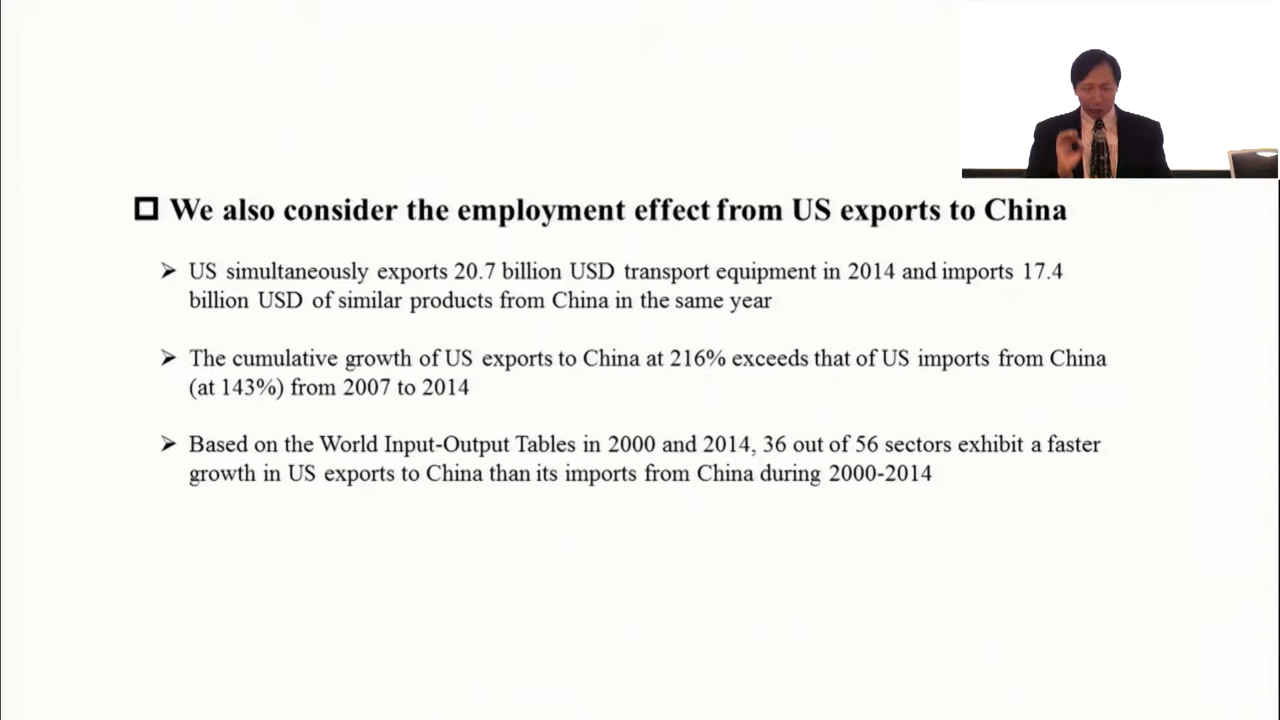 We also consider the employment effect from US exports to China
US simultaneously exports 20.7 billion USD transport equipment in 2014 and imports 17.4
billion USD of similar products from China in the same year
The cumulative growth of US exports to China at 216% exceeds that of US imports from China
(at 143%) from 2007 to 2014
Based on the World Input-Output Tables in 2000 and 2014, 36 out of 56 sectors exhibit a faster
growth in US exports to China than its imports from China during 2000-2014